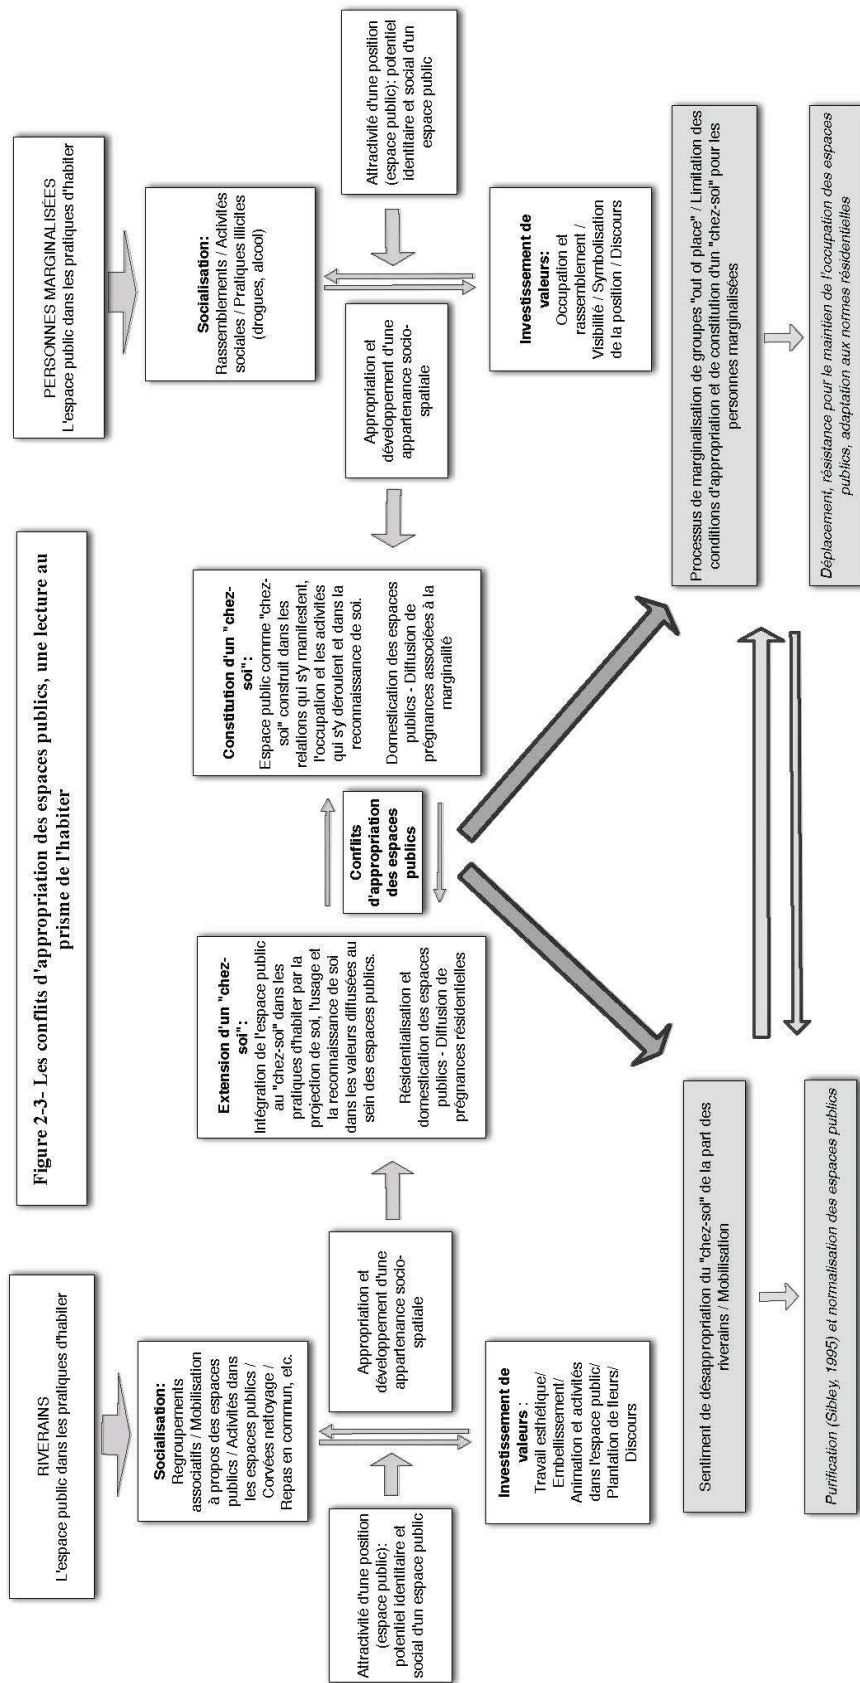 Figure 2-3- Les conflits d'appropriation des espaces publics, une lecture au
prisme de l'habiter
RIVERAINS
L'espace public dans les pratiques d'habiter
Socialisation:
Regroupements
associatifs / Mobilisation
à propos des espaces
publics / Activités dans
les espaces publics /
Corvées nettoyage /
Repas en commun, etc.
Attractivité d'une position
(espace public):
potentiel identitaire et
social d'un espace public
Appropriation et
développement d'une
appartenance socio-
spatiale
Investissement de
valeurs :
Travail esthétique/
Embellissement/
Animation et activités
dans l'espace public/
Plantation de fleurs/
Discours
Extension d'un "chez-
soi":
Intégration de l'espace public
au "chez-soi" dans les
pratiques d'habiter par la
projection de soi, l'usage et
la reconnaissance de soi
dans les valeurs diffusées au
sein des espaces publics.
Résidentialisation et
domestication des espaces
publics - Diffusion de
prégnances résidentielles
Conflits
d'appropriation
des espaces
publics
Constitution d'un "chez-
soi":
Espace public comme "chez-
soi" construit dans les
relations qui s'y manifestent,
l'occupation et les activités
qui s'y déroulent et dans la
reconnaissance de soi.
Domestication des espaces
publics - Diffusion de
prégnances associées à la
marginalité
PERSONNES MARGINALISÉES
L'espace public dans les pratiques d'habiter
Socialisation:
Rassemblements / Activités
sociales / Pratiques illicites
(drogues, alcool)
Appropriation et
développement d'une
appartenance socio-
spatiale
Attractivité d'une position
(espace public): potentiel
identitaire et social d'un
espace public
Investissement de
valeurs:
Occupation et
rassemblement /
Visibilité / Symbolisation
de la position / Discours
Sentiment de désappropriation du "chez-soi" de la part des
riverains / Mobilisation
Purification (Sibley, 1995) et normalisation des espaces publics
Processus de marginalisation de groupes "out of place" / Limitation des
conditions d'appropriation et de constitution d'un "chez-soi" pour les
personnes marginalisées
Déplacement, résistance pour le maintien de l'occupation des espaces
publics, adaptation aux normes résidentielles